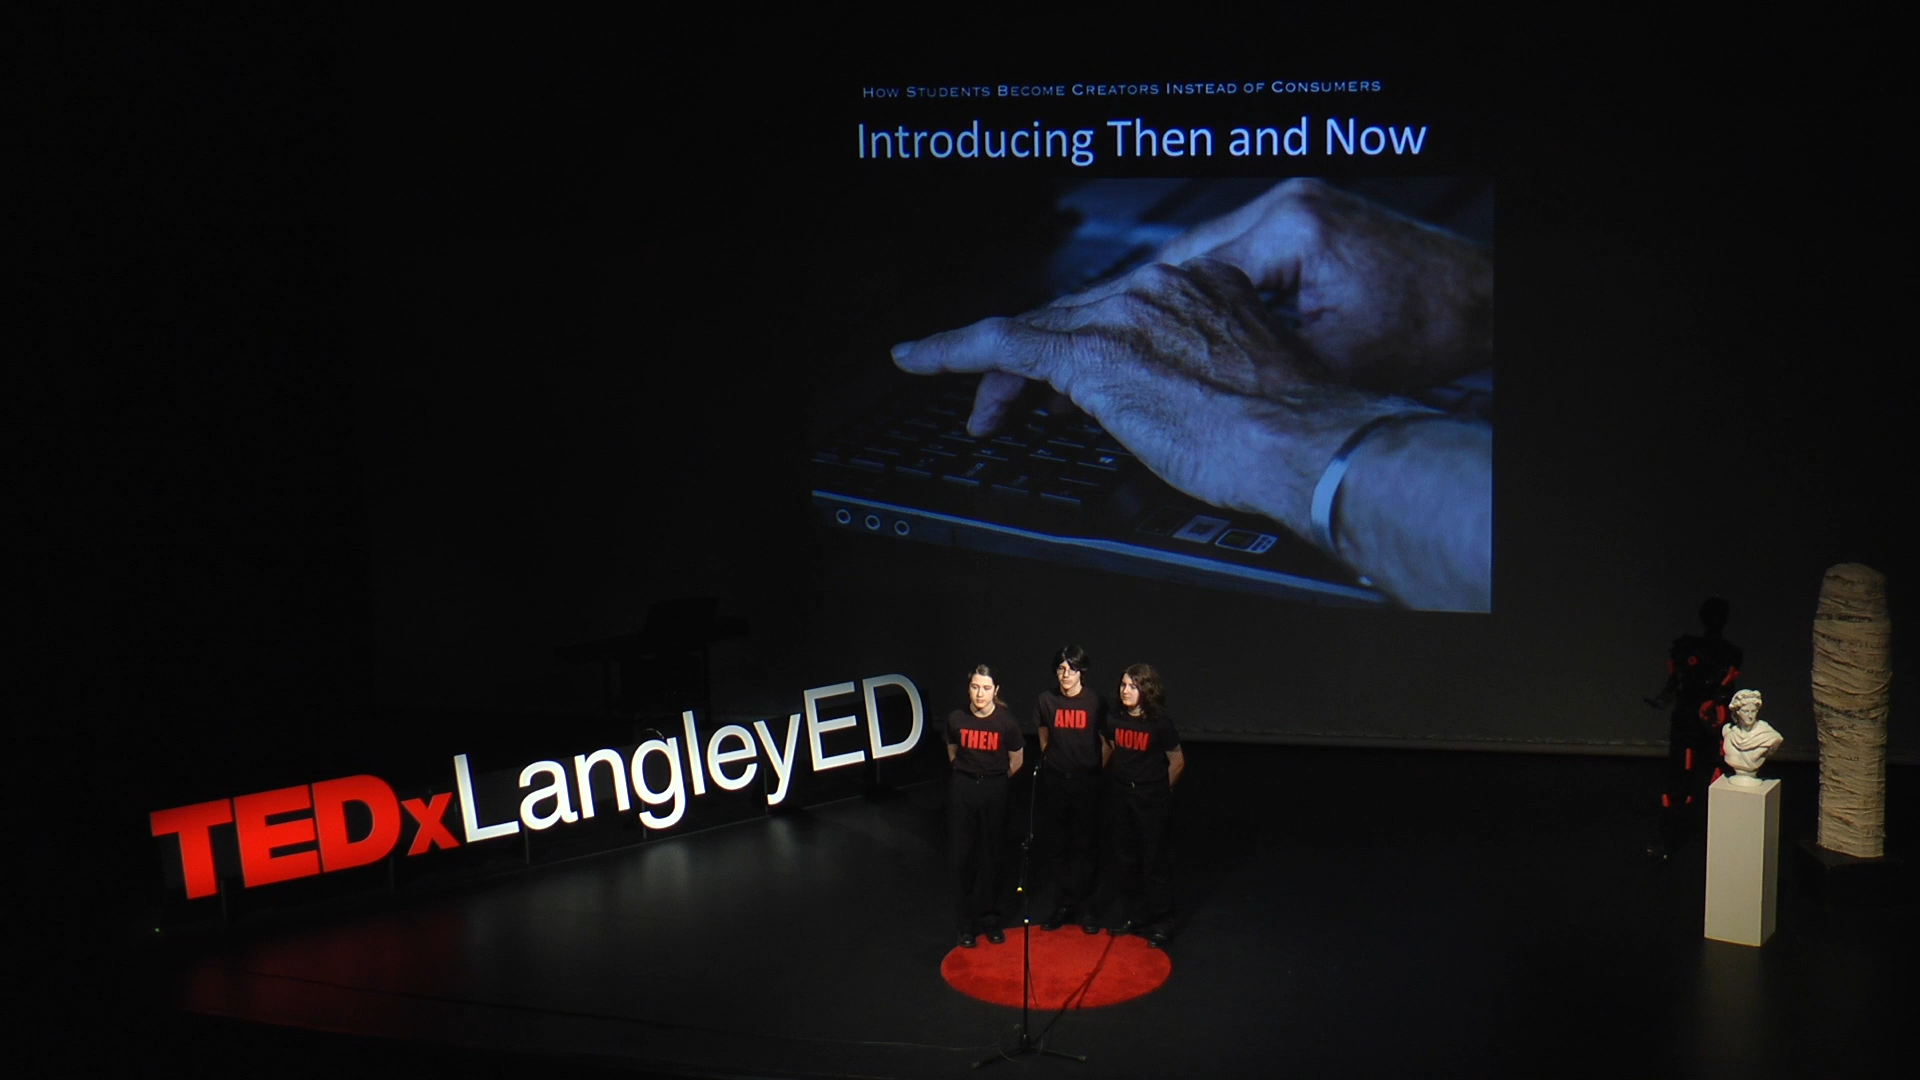 How Students Become Creators Instead of Consumers
Introducing Then and Now
TEDxLangleyED
THEN
AND
NOW